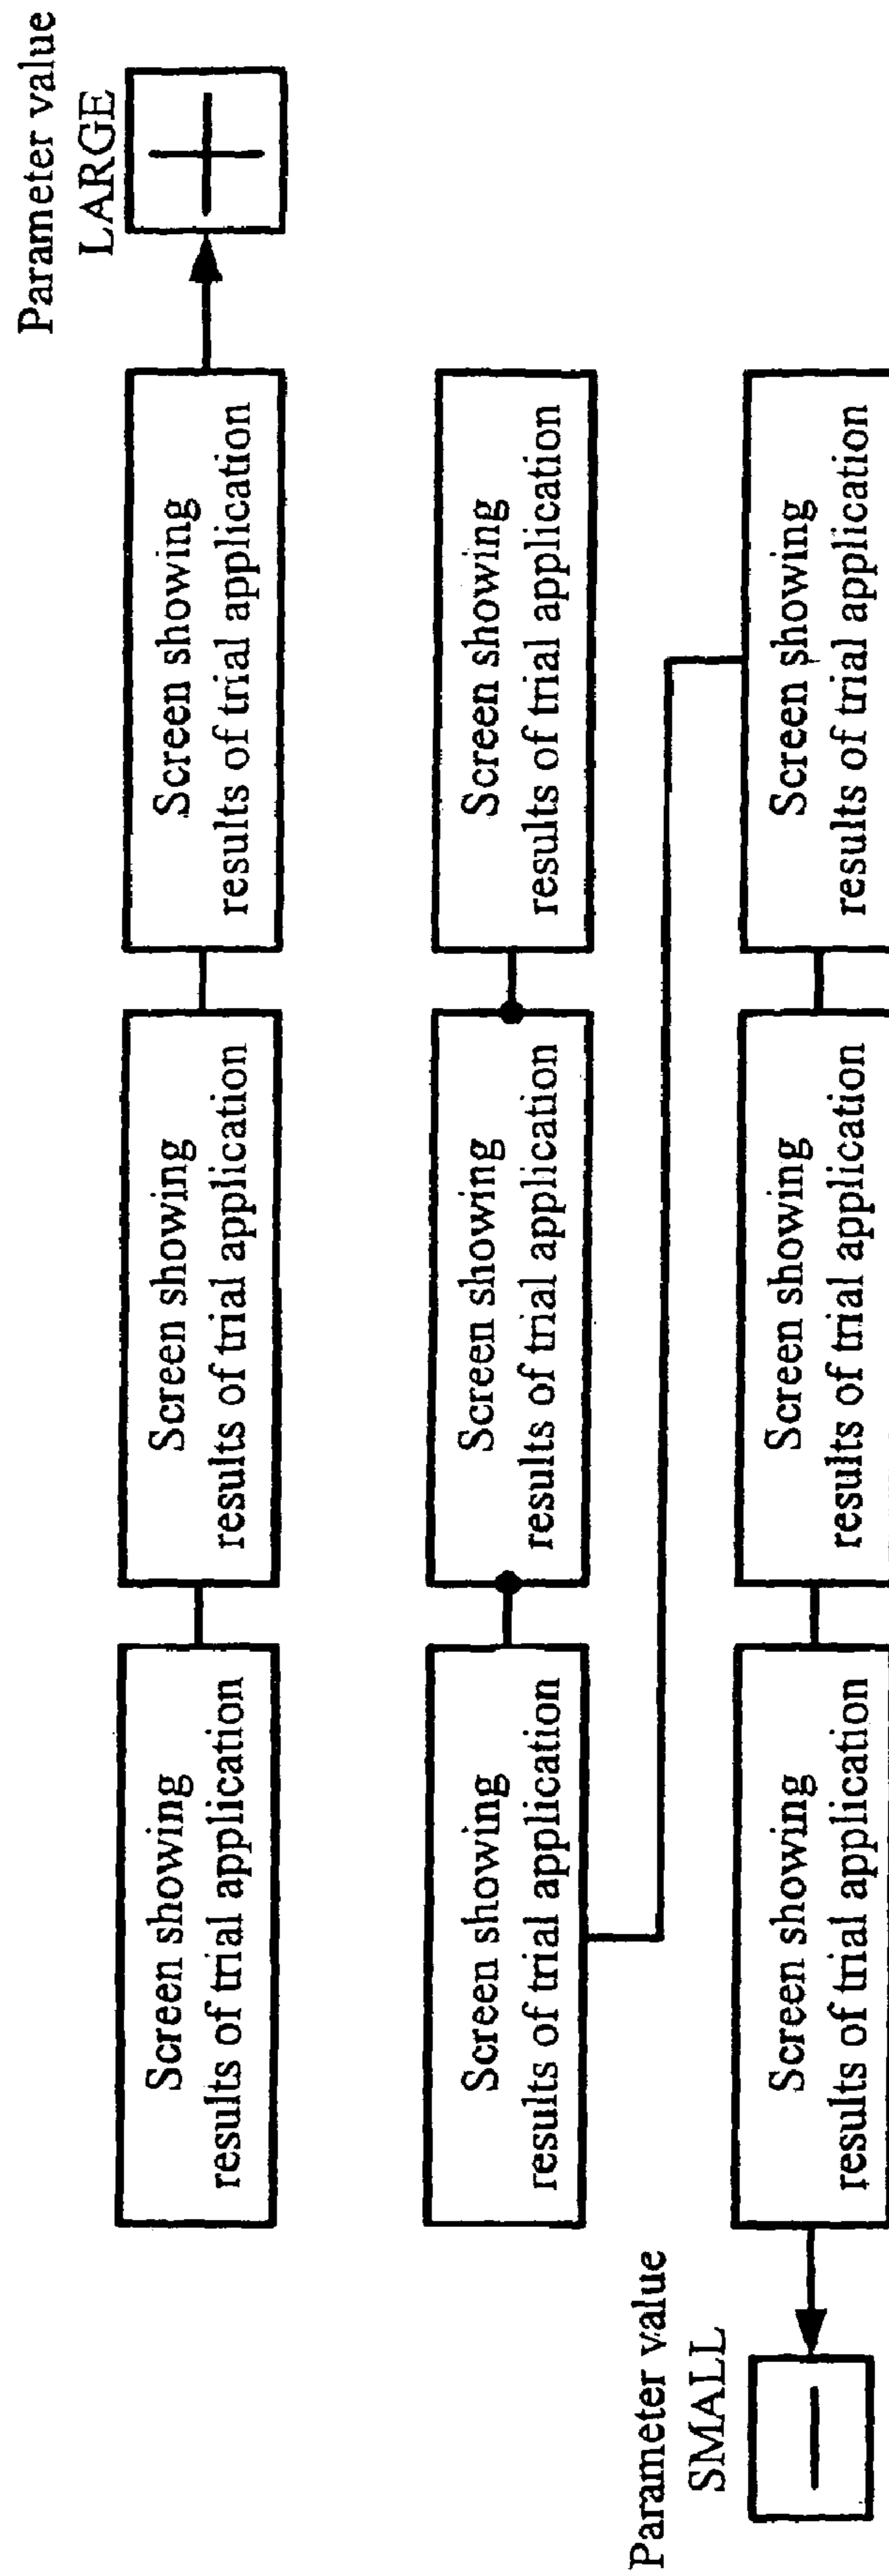 Parameter value
LARGE
Screen showing
results of trial application
Screen showing
results of trial application
Screen showing
results of trial application
Screen showing
results of trial application
Screen showing
results of trial application
Screen showing
results of trial application
Parameter value
SMALL
Screen showing
results of trial application
Screen showing
results of trial application
Screen showing
results of trial application